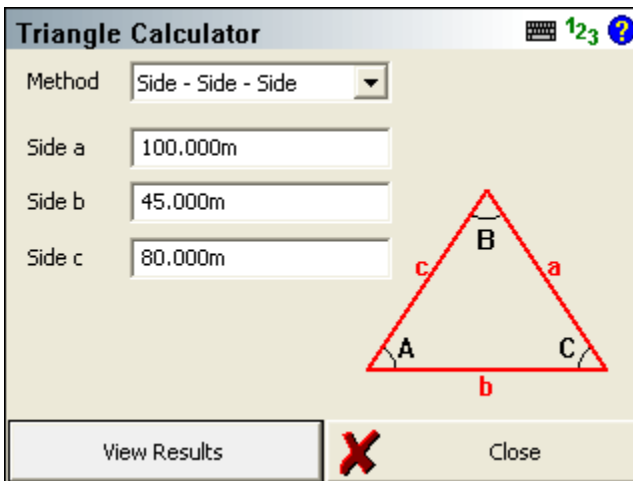 Triangle Calculator 123 ?
Method Side - Side - Side
Side a 100.000m
Side b 45.000m
Side c 80.000m
B
c a
A C
b
View Results Close